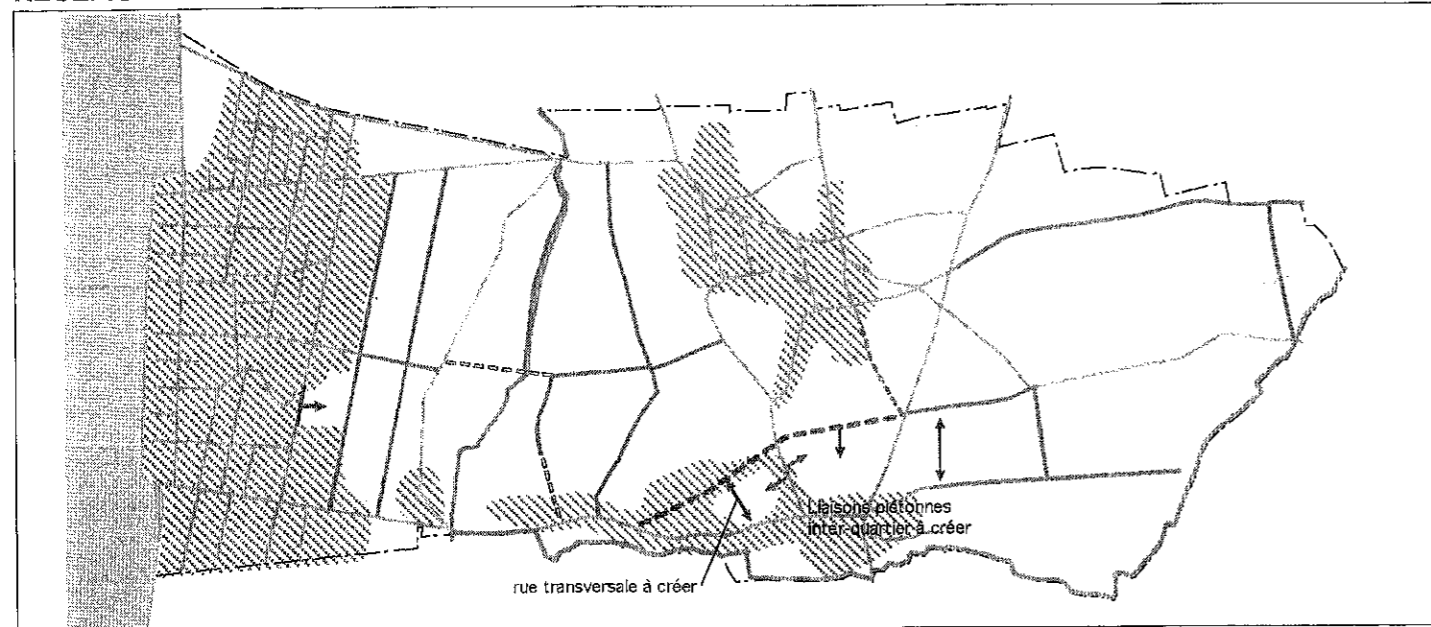 Liaisons piétonnes
inter-quartier à créer
rue transversale à créer